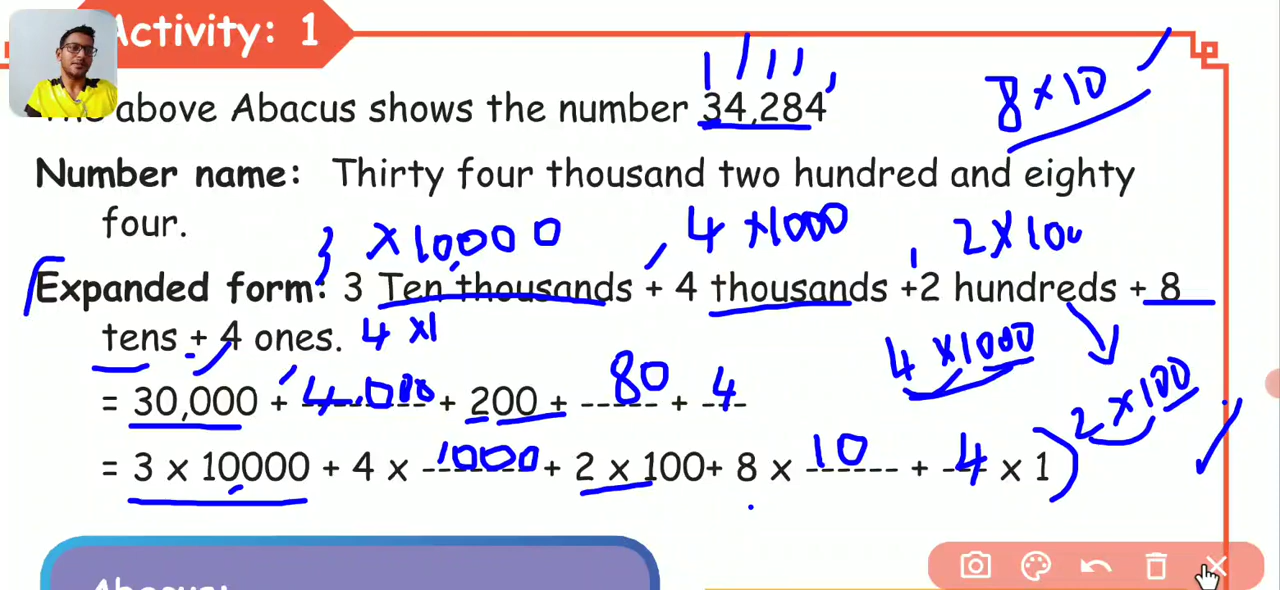 Activity: 1
above Abacus shows the number 34,284
8 × 10
Number name: Thirty four thousand two hundred and eighty
four.
× 10000 4 × 1000 2 × 100
Expanded form: 3 Ten thousands + 4 thousands +2 hundreds + 8
tens + 4 ones. 4 × 1
4 × 1000
= 30,000 + 4,000 + 200 + 80 + 4
2 × 100
= 3 x 10000 + 4 x 1000 + 2 x 100+ 8 x 10 + 4 x 1
Abacus: